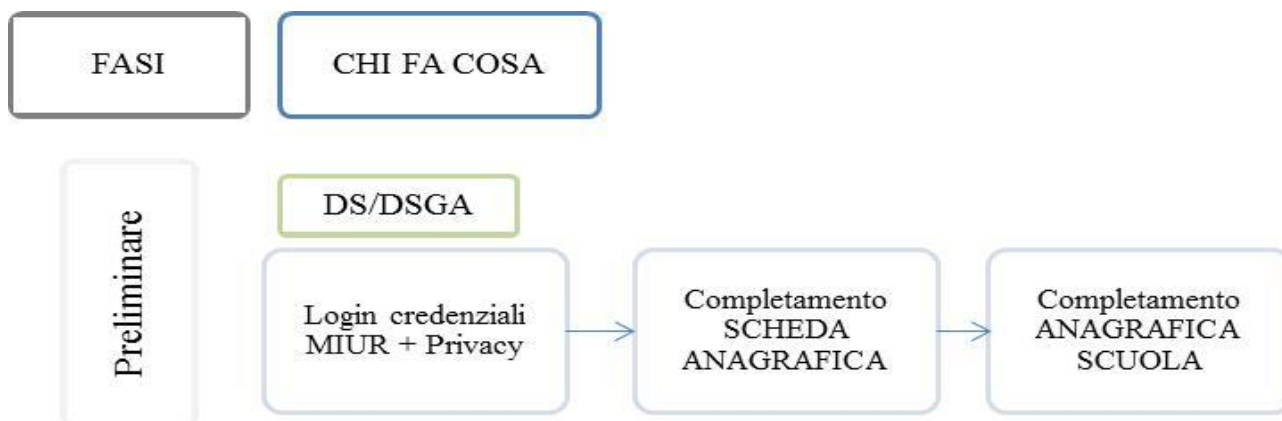 FASI
CHI FA COSA
Preliminare
DS/DSGA
Login credenziali
MIUR + Privacy
Completamento
SCHEDA
ANAGRAFICA
Completamento
ANAGRAFICA
SCUOLA